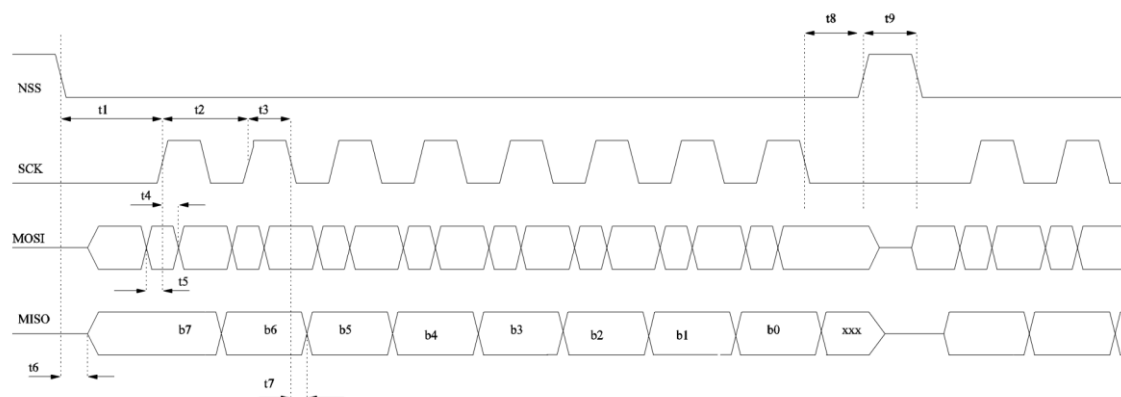 t8 t9
NSS
t1 t2 t3
SCK
t4
MOSI
t5
MISO b7 b6 b5 b4 b3 b2 b1 b0 xxx
t6
t7